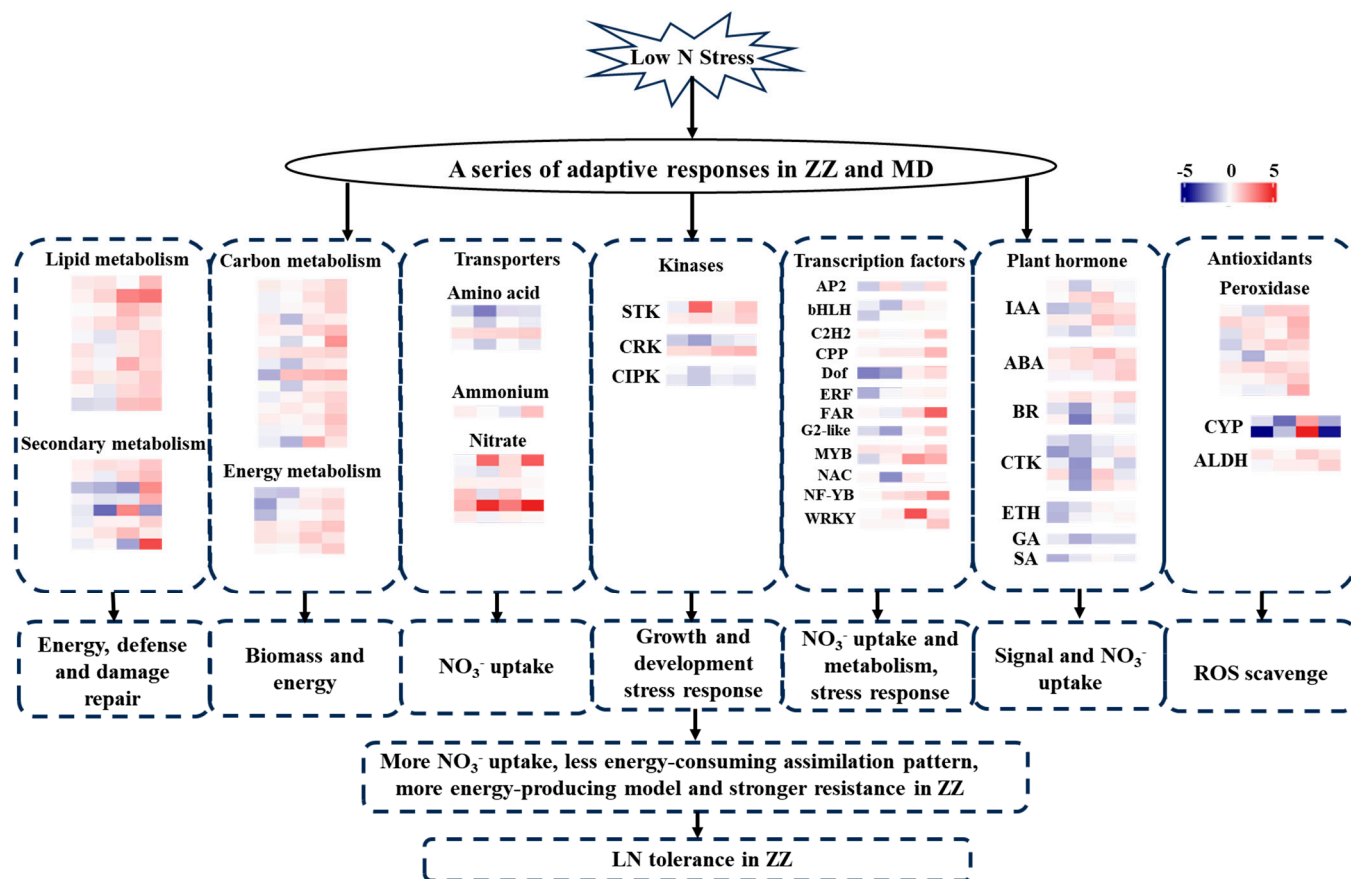 Low N Stress
A series of adaptive responses in ZZ and MD
-5 0 5
Lipid metabolism
Secondary metabolism
Carbon metabolism
Energy metabolism
Transporters
Amino acid
Ammonium
Nitrate
Kinases
STK
CRK
CIPK
Transcription factors
AP2
bHLH
C2H2
CPP
Dof
ERF
FAR
G2-like
MYB
NAC
NF-YB
WRKY
Plant hormone
IAA
ABA
BR
CTK
ETH
GA
SA
Antioxidants
Peroxidase
CYP
ALDH
Energy, defense
and damage
repair
Biomass and
energy
NO₃⁻ uptake
Growth and
development
stress response
NO₃⁻ uptake and
metabolism,
stress response
Signal and NO₃⁻
uptake
ROS scavenge
More NO₃⁻ uptake, less energy-consuming assimilation pattern,
more energy-producing model and stronger resistance in ZZ
LN tolerance in ZZ